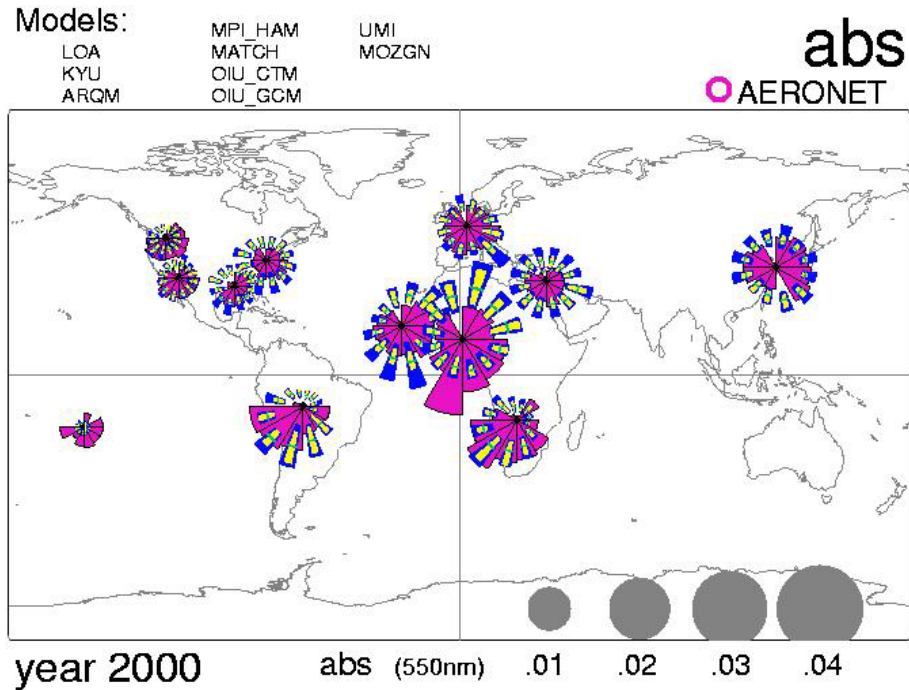 Models:
MPI_HAM UMI
LOA MATCH MOZGN
KYU OIU_CTM
ARQM OIU_GCM
abs
AERONET
year 2000 abs (550nm) .01 .02 .03 .04